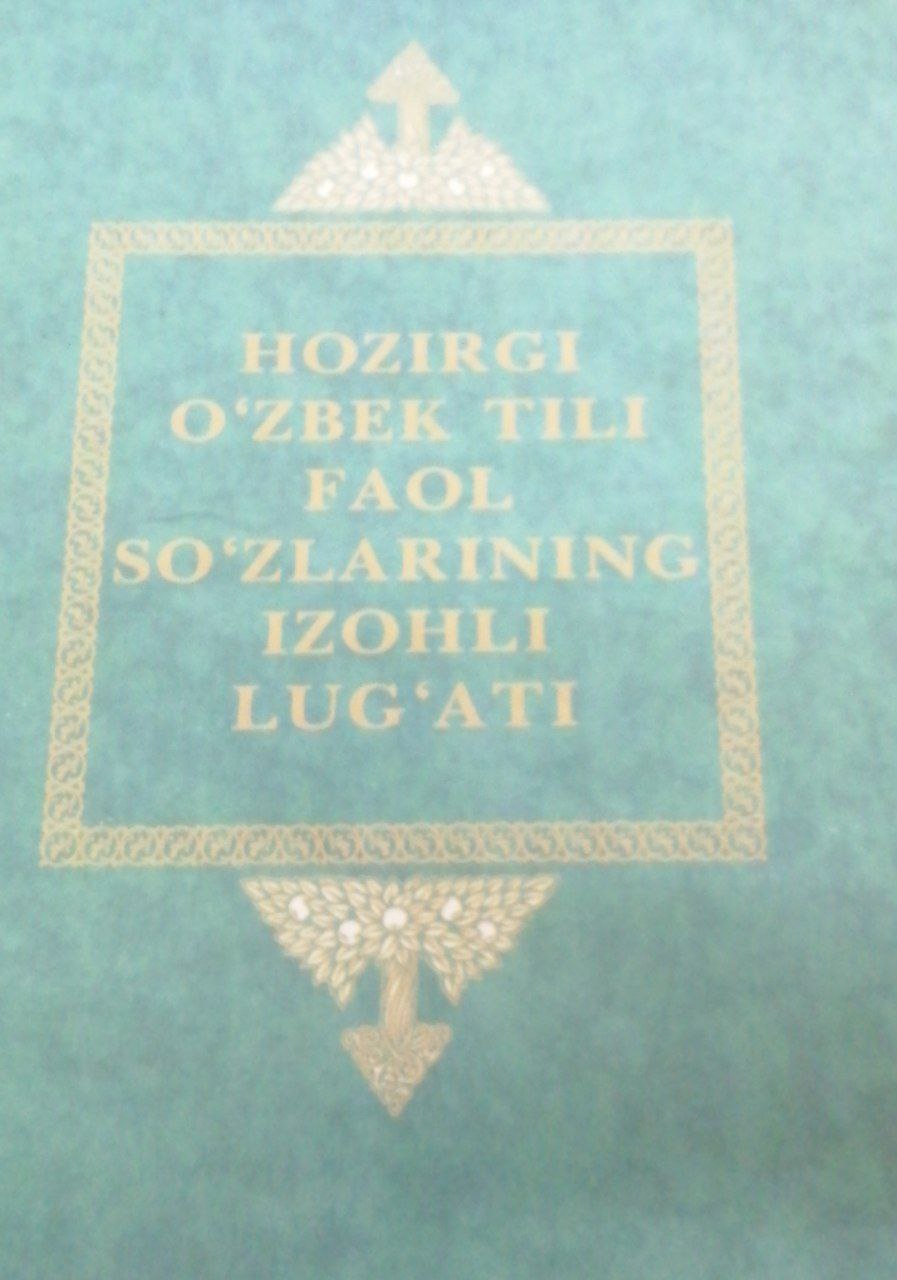 HOZIRGI
O‘ZBEK TILI
FAOL
SO‘ZLARINING
IZOHLI
LUG‘ATI